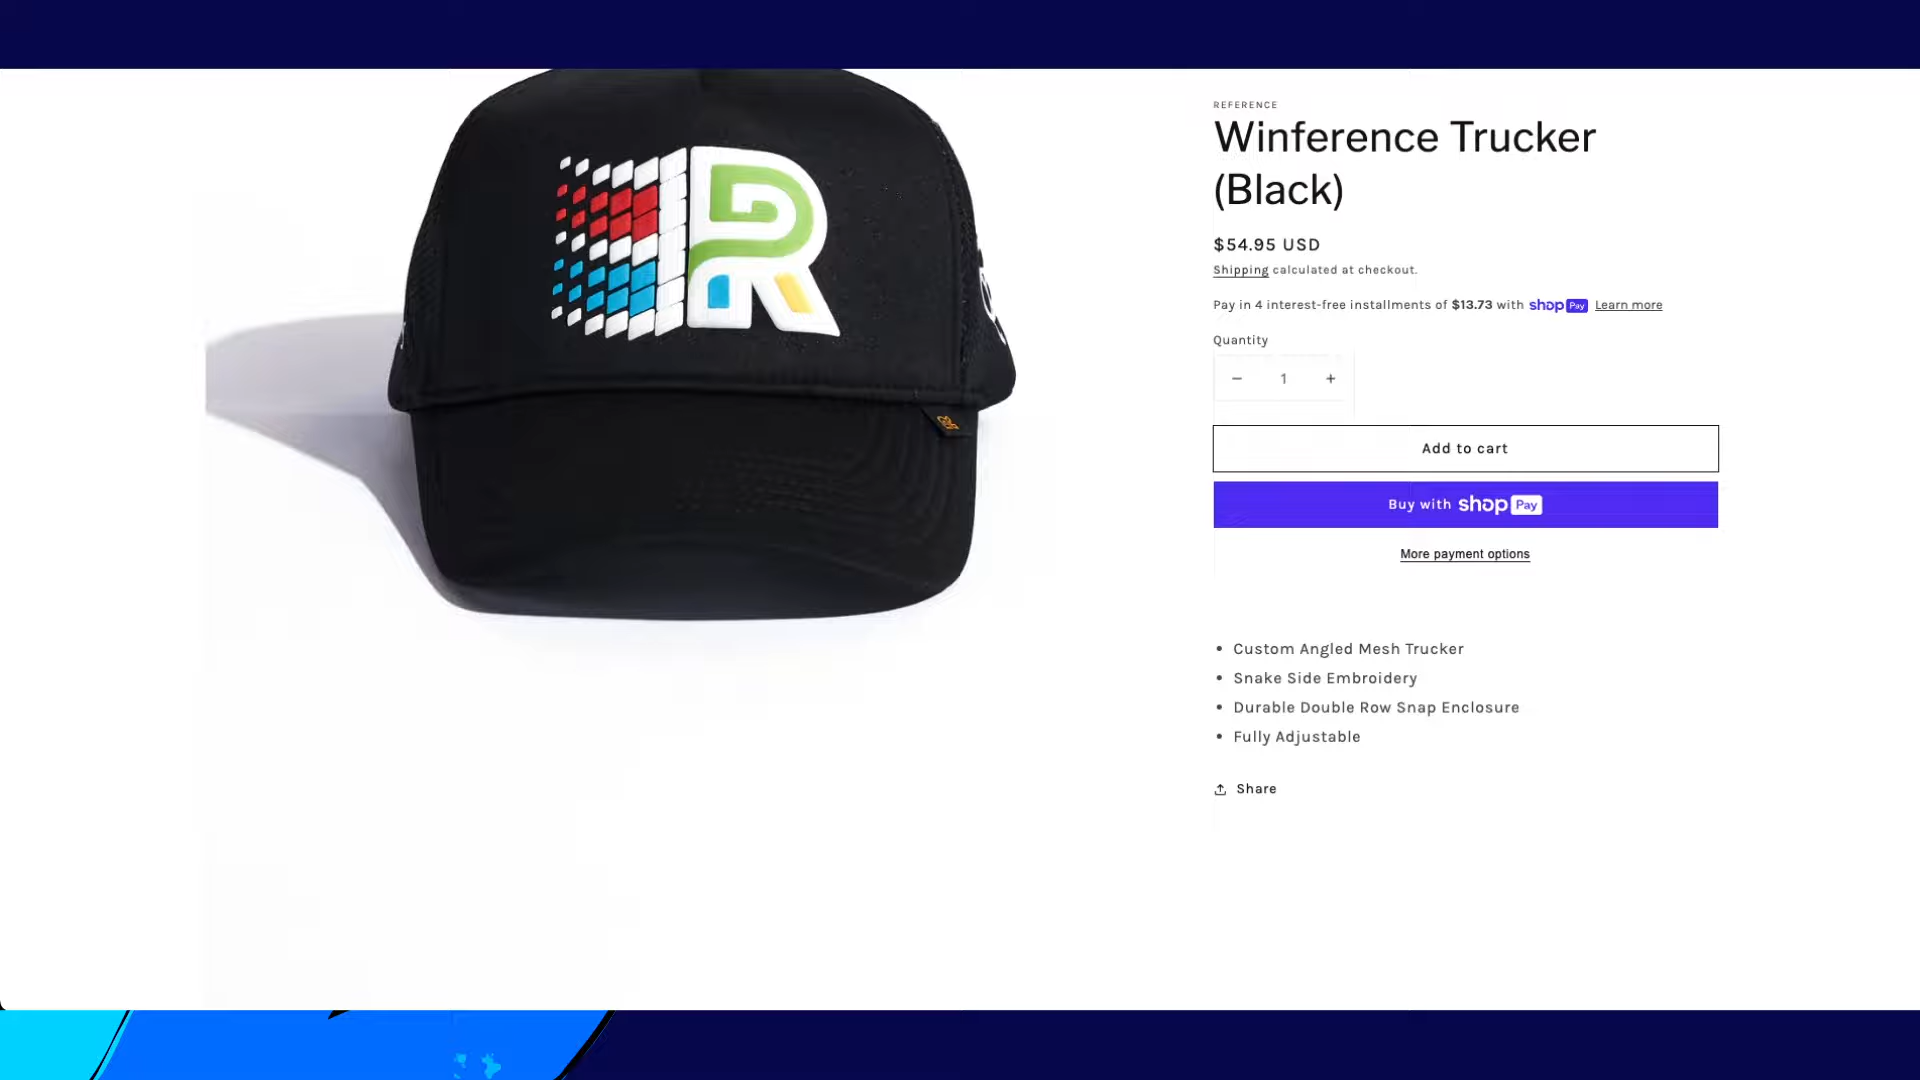 REFERENCE
Winference Trucker
(Black)
$54.95 USD
Shipping calculated at checkout.
Pay in 4 interest-free installments of $13.73 with shop Pay Learn more
Quantity
− 1 +
Add to cart
Buy with shop Pay
More payment options
• Custom Angled Mesh Trucker
• Snake Side Embroidery
• Durable Double Row Snap Enclosure
• Fully Adjustable
Share
R